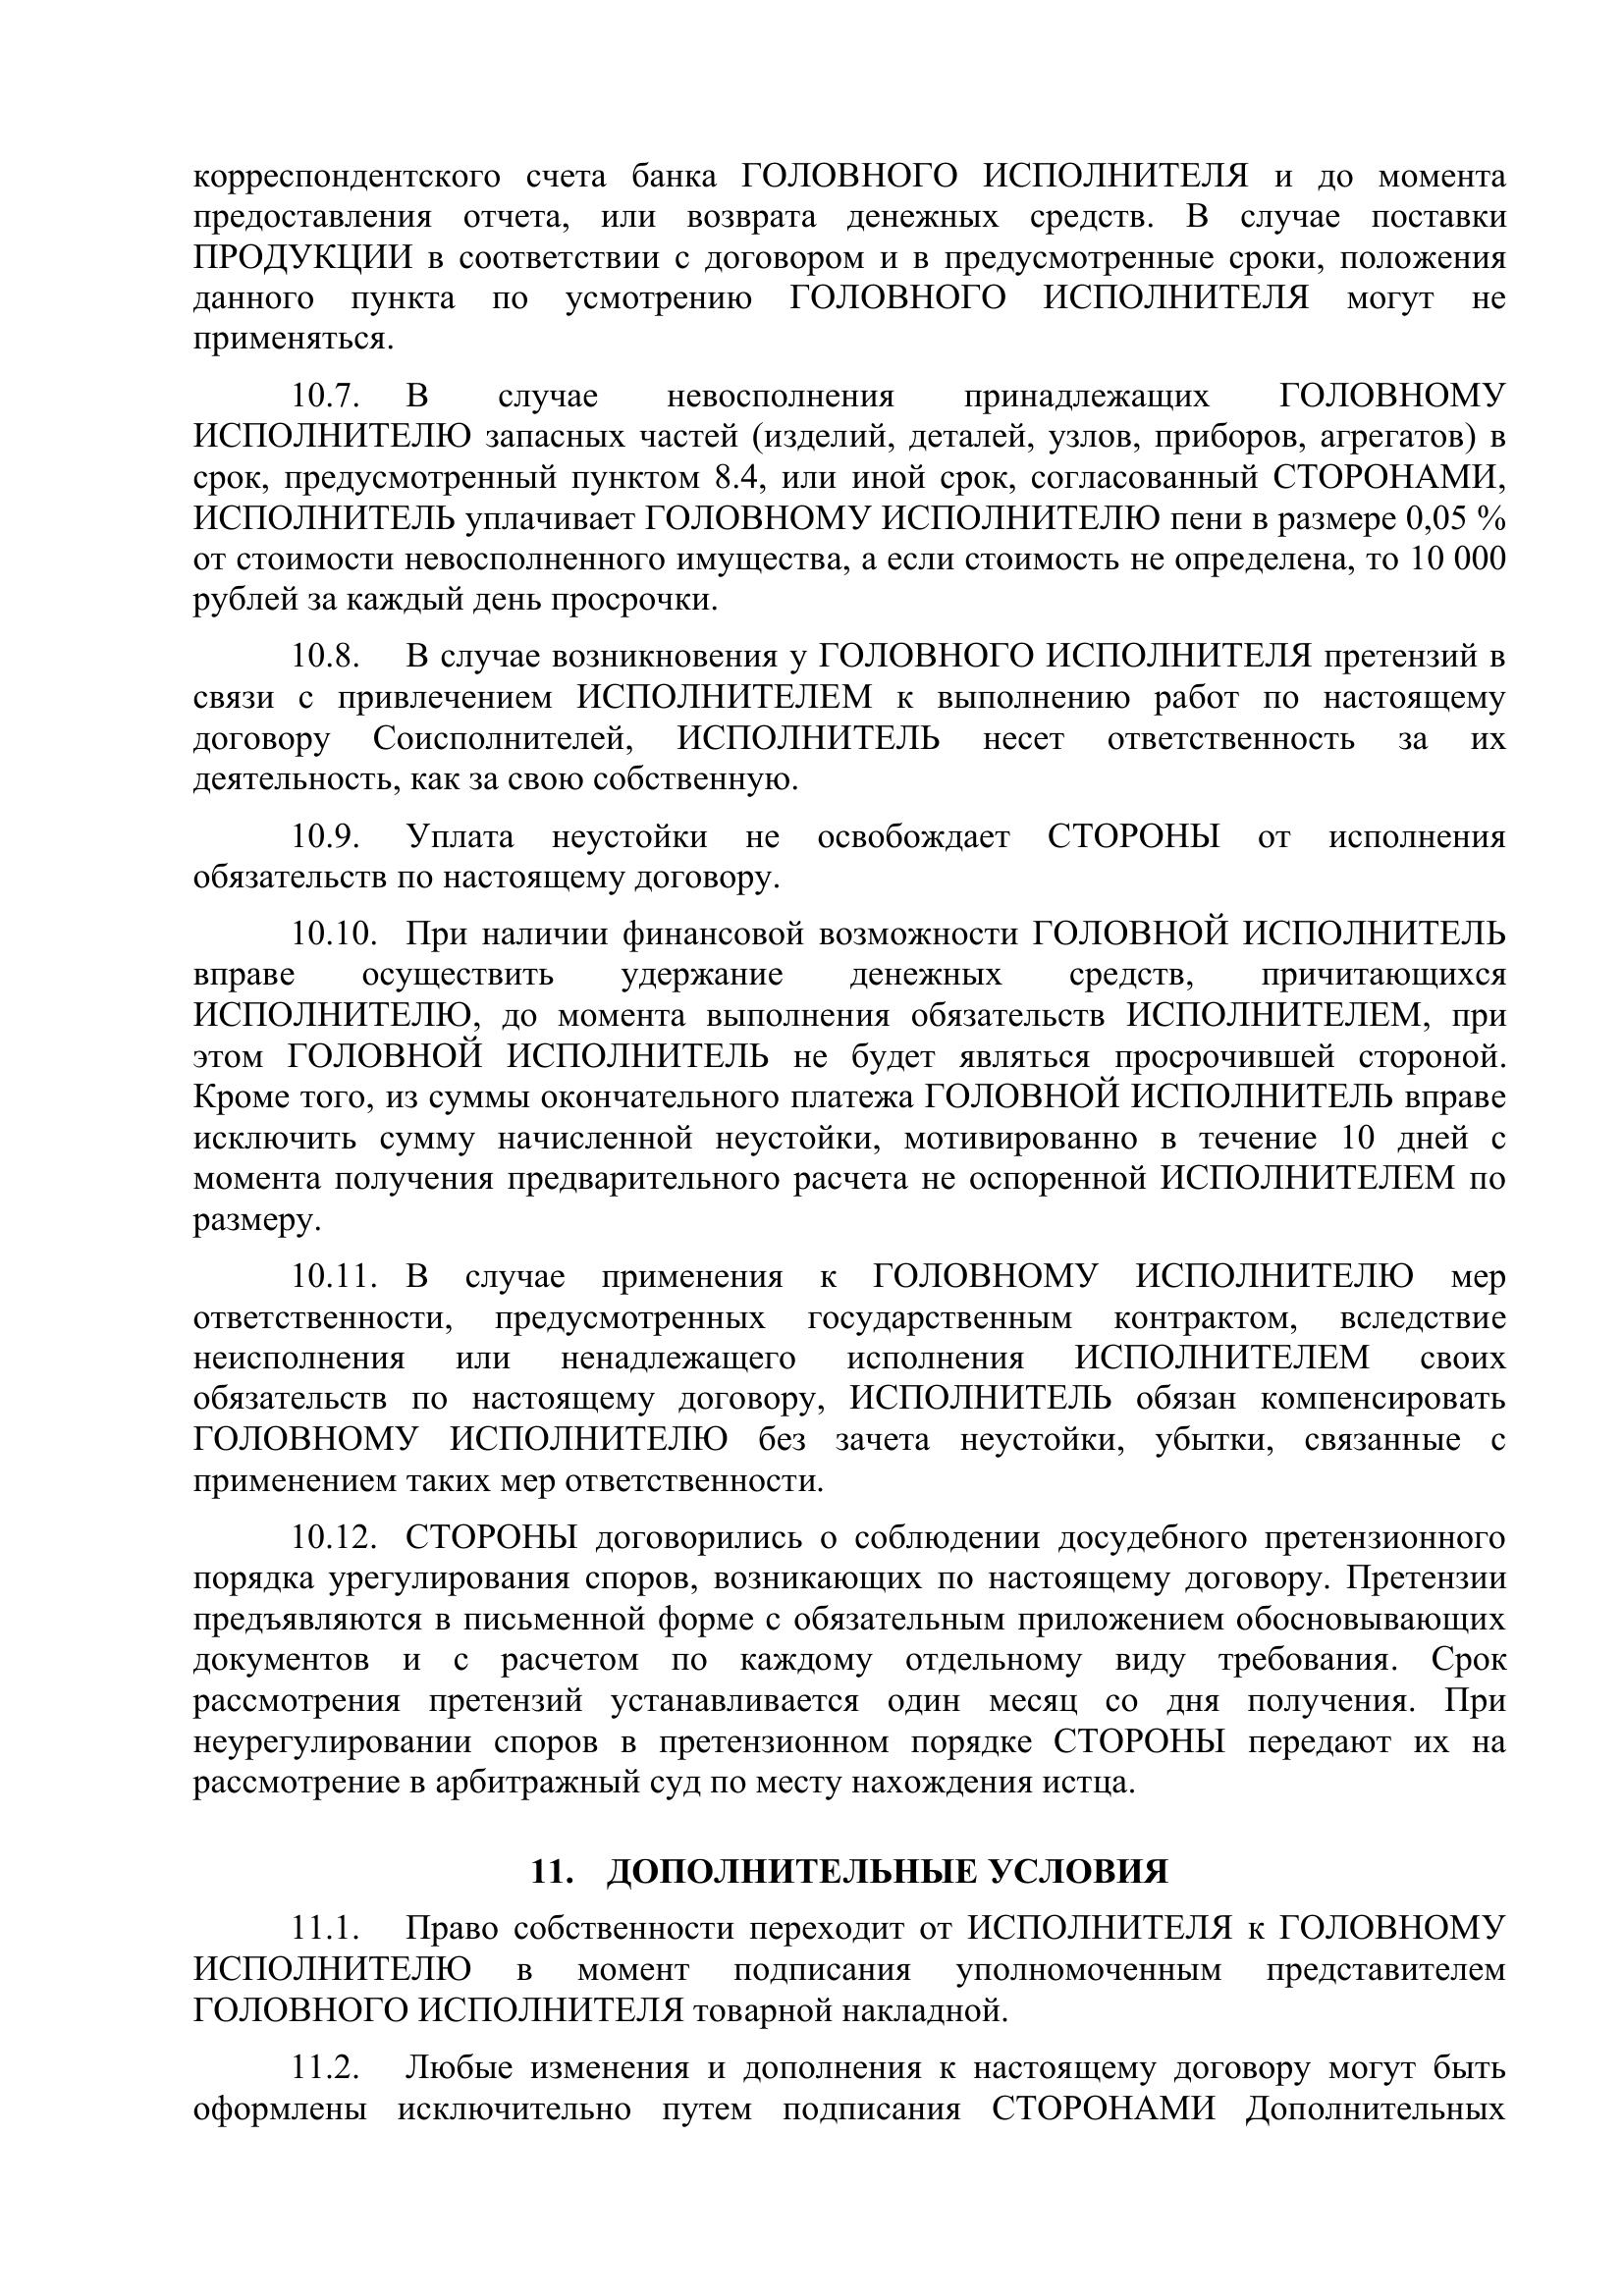 корреспондентского счета банка ГОЛОВНОГО ИСПОЛНИТЕЛЯ и до момента
предоставления отчета, или возврата денежных средств. В случае поставки
ПРОДУКЦИИ в соответствии с договором и в предусмотренные сроки, положения
данного пункта по усмотрению ГОЛОВНОГО ИСПОЛНИТЕЛЯ могут не
применяться.
10.7. В случае невосполнения принадлежащих ГОЛОВНОМУ
ИСПОЛНИТЕЛЮ запасных частей (изделий, деталей, узлов, приборов, агрегатов) в
срок, предусмотренный пунктом 8.4, или иной срок, согласованный СТОРОНАМИ,
ИСПОЛНИТЕЛЬ уплачивает ГОЛОВНОМУ ИСПОЛНИТЕЛЮ пени в размере 0,05 %
от стоимости невосполненного имущества, а если стоимость не определена, то 10 000
рублей за каждый день просрочки.
10.8. В случае возникновения у ГОЛОВНОГО ИСПОЛНИТЕЛЯ претензий в
связи с привлечением ИСПОЛНИТЕЛЕМ к выполнению работ по настоящему
договору Соисполнителей, ИСПОЛНИТЕЛЬ несет ответственность за их
деятельность, как за свою собственную.
10.9. Уплата неустойки не освобождает СТОРОНЫ от исполнения
обязательств по настоящему договору.
10.10. При наличии финансовой возможности ГОЛОВНОЙ ИСПОЛНИТЕЛЬ
вправе осуществить удержание денежных средств, причитающихся
ИСПОЛНИТЕЛЮ, до момента выполнения обязательств ИСПОЛНИТЕЛЕМ, при
этом ГОЛОВНОЙ ИСПОЛНИТЕЛЬ не будет являться просрочившей стороной.
Кроме того, из суммы окончательного платежа ГОЛОВНОЙ ИСПОЛНИТЕЛЬ вправе
исключить сумму начисленной неустойки, мотивированно в течение 10 дней с
момента получения предварительного расчета не оспоренной ИСПОЛНИТЕЛЕМ по
размеру.
10.11. В случае применения к ГОЛОВНОМУ ИСПОЛНИТЕЛЮ мер
ответственности, предусмотренных государственным контрактом, вследствие
неисполнения или ненадлежащего исполнения ИСПОЛНИТЕЛЕМ своих
обязательств по настоящему договору, ИСПОЛНИТЕЛЬ обязан компенсировать
ГОЛОВНОМУ ИСПОЛНИТЕЛЮ без зачета неустойки, убытки, связанные с
применением таких мер ответственности.
10.12. СТОРОНЫ договорились о соблюдении досудебного претензионного
порядка урегулирования споров, возникающих по настоящему договору. Претензии
предъявляются в письменной форме с обязательным приложением обосновывающих
документов и с расчетом по каждому отдельному виду требования. Срок
рассмотрения претензий устанавливается один месяц со дня получения. При
неурегулировании споров в претензионном порядке СТОРОНЫ передают их на
рассмотрение в арбитражный суд по месту нахождения истца.
11. ДОПОЛНИТЕЛЬНЫЕ УСЛОВИЯ
11.1. Право собственности переходит от ИСПОЛНИТЕЛЯ к ГОЛОВНОМУ
ИСПОЛНИТЕЛЮ в момент подписания уполномоченным представителем
ГОЛОВНОГО ИСПОЛНИТЕЛЯ товарной накладной.
11.2. Любые изменения и дополнения к настоящему договору могут быть
оформлены исключительно путем подписания СТОРОНАМИ Дополнительных